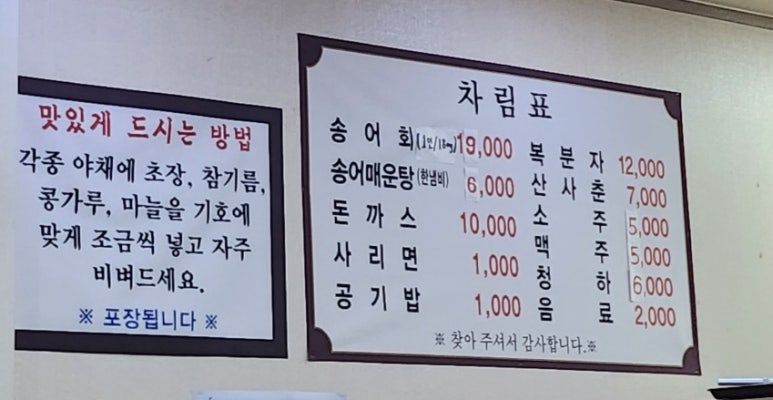 맛있게 드시는 방법
각종 야채에 초장, 참기름,
콩가루, 마늘을 기호에
맞게 조금씩 넣고 자주
비벼드세요.
※ 포장됩니다 ※
차림표
송어회 19,000
송어매운탕(한냄비) 6,000
돈까스 10,000
사리면 1,000
공기밥 1,000
복분자 12,000
산사춘 7,000
소주 5,000
맥주 5,000
청하 6,000
음료 2,000
※ 찾아 주셔서 감사합니다.※